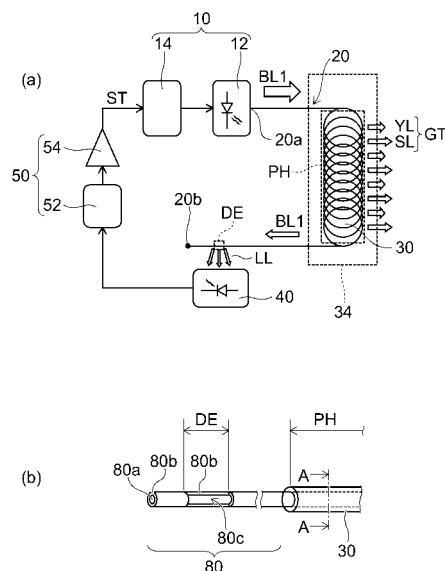 (a)
10
14
12
ST
BL1
20
54
50
52
20a
YL
SL
GT
PH
20b
DE
BL1
LL
30
40
34
(b)
DE
PH
80b
80a
80b
A
80c
A
80
30